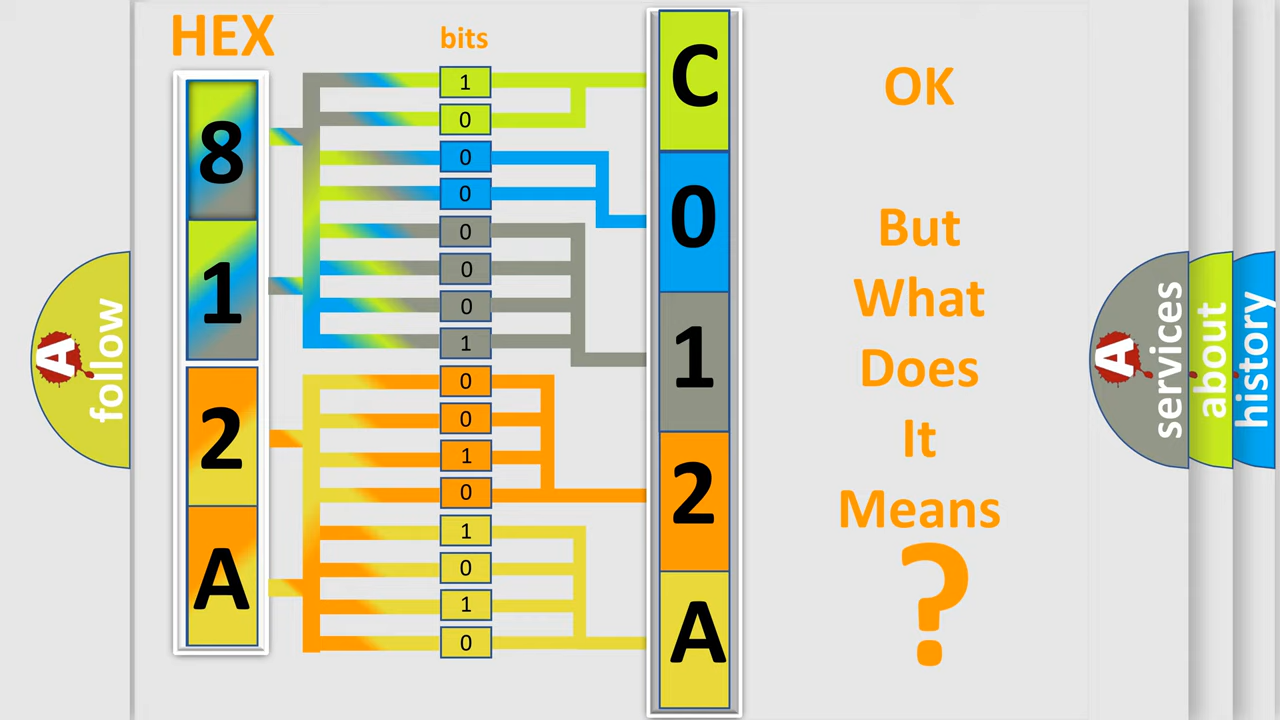 HEX
bits
8
1
2
A
1
0
0
0
0
0
0
1
0
0
1
0
1
0
1
0
C
0
1
2
A
OK
But
What
Does
It
Means
?
A
follow
A
services
about
history